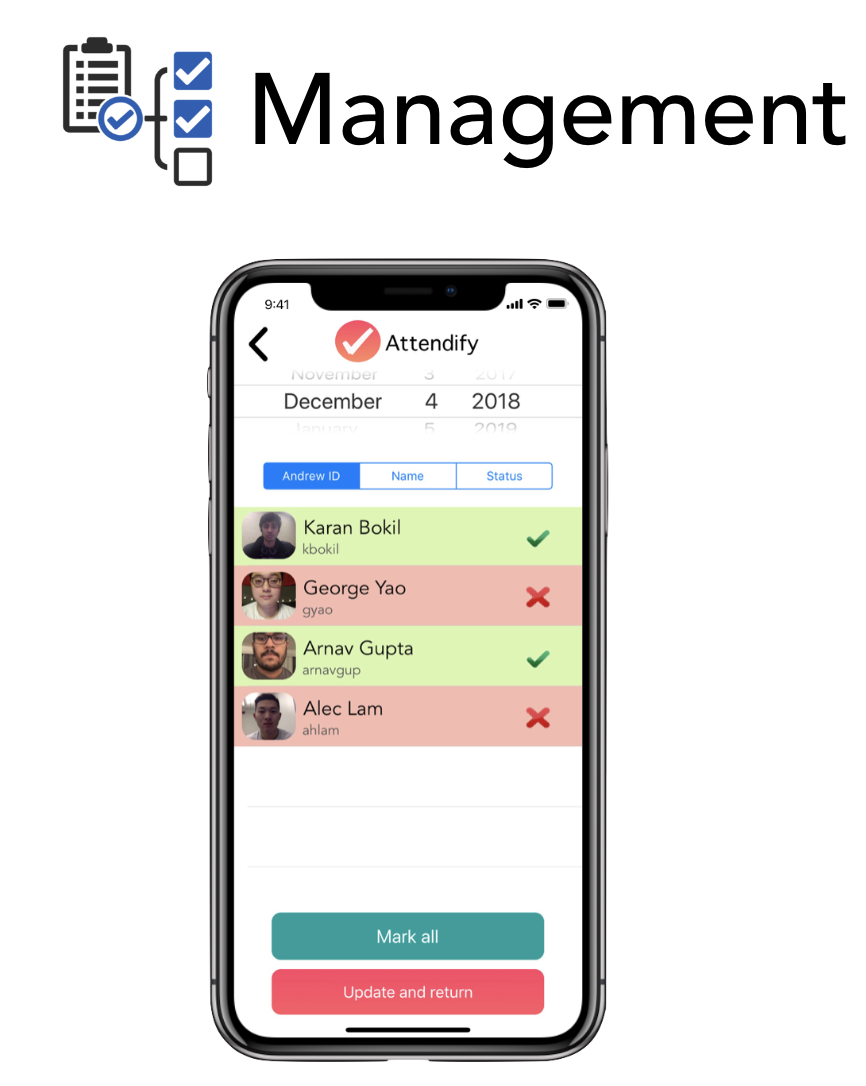 Management
9:41
Attendify
November 3 2017
December 4 2018
January 5 2019
Andrew ID Name Status
Karan Bokil
kbokil
George Yao
gyao
Arnav Gupta
arnavgup
Alec Lam
ahlam
Mark all
Update and return